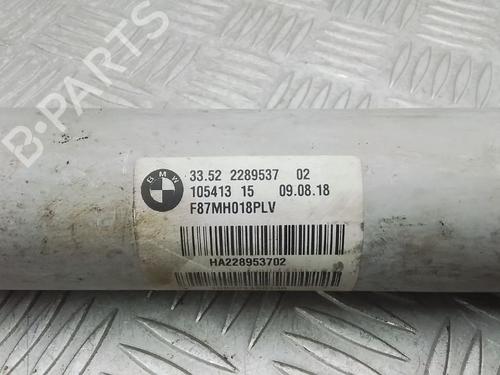 B-PARTS
BMW
33.52 2289537 02
105413 15 09.08.18
F87MH018PLV
HA228953702